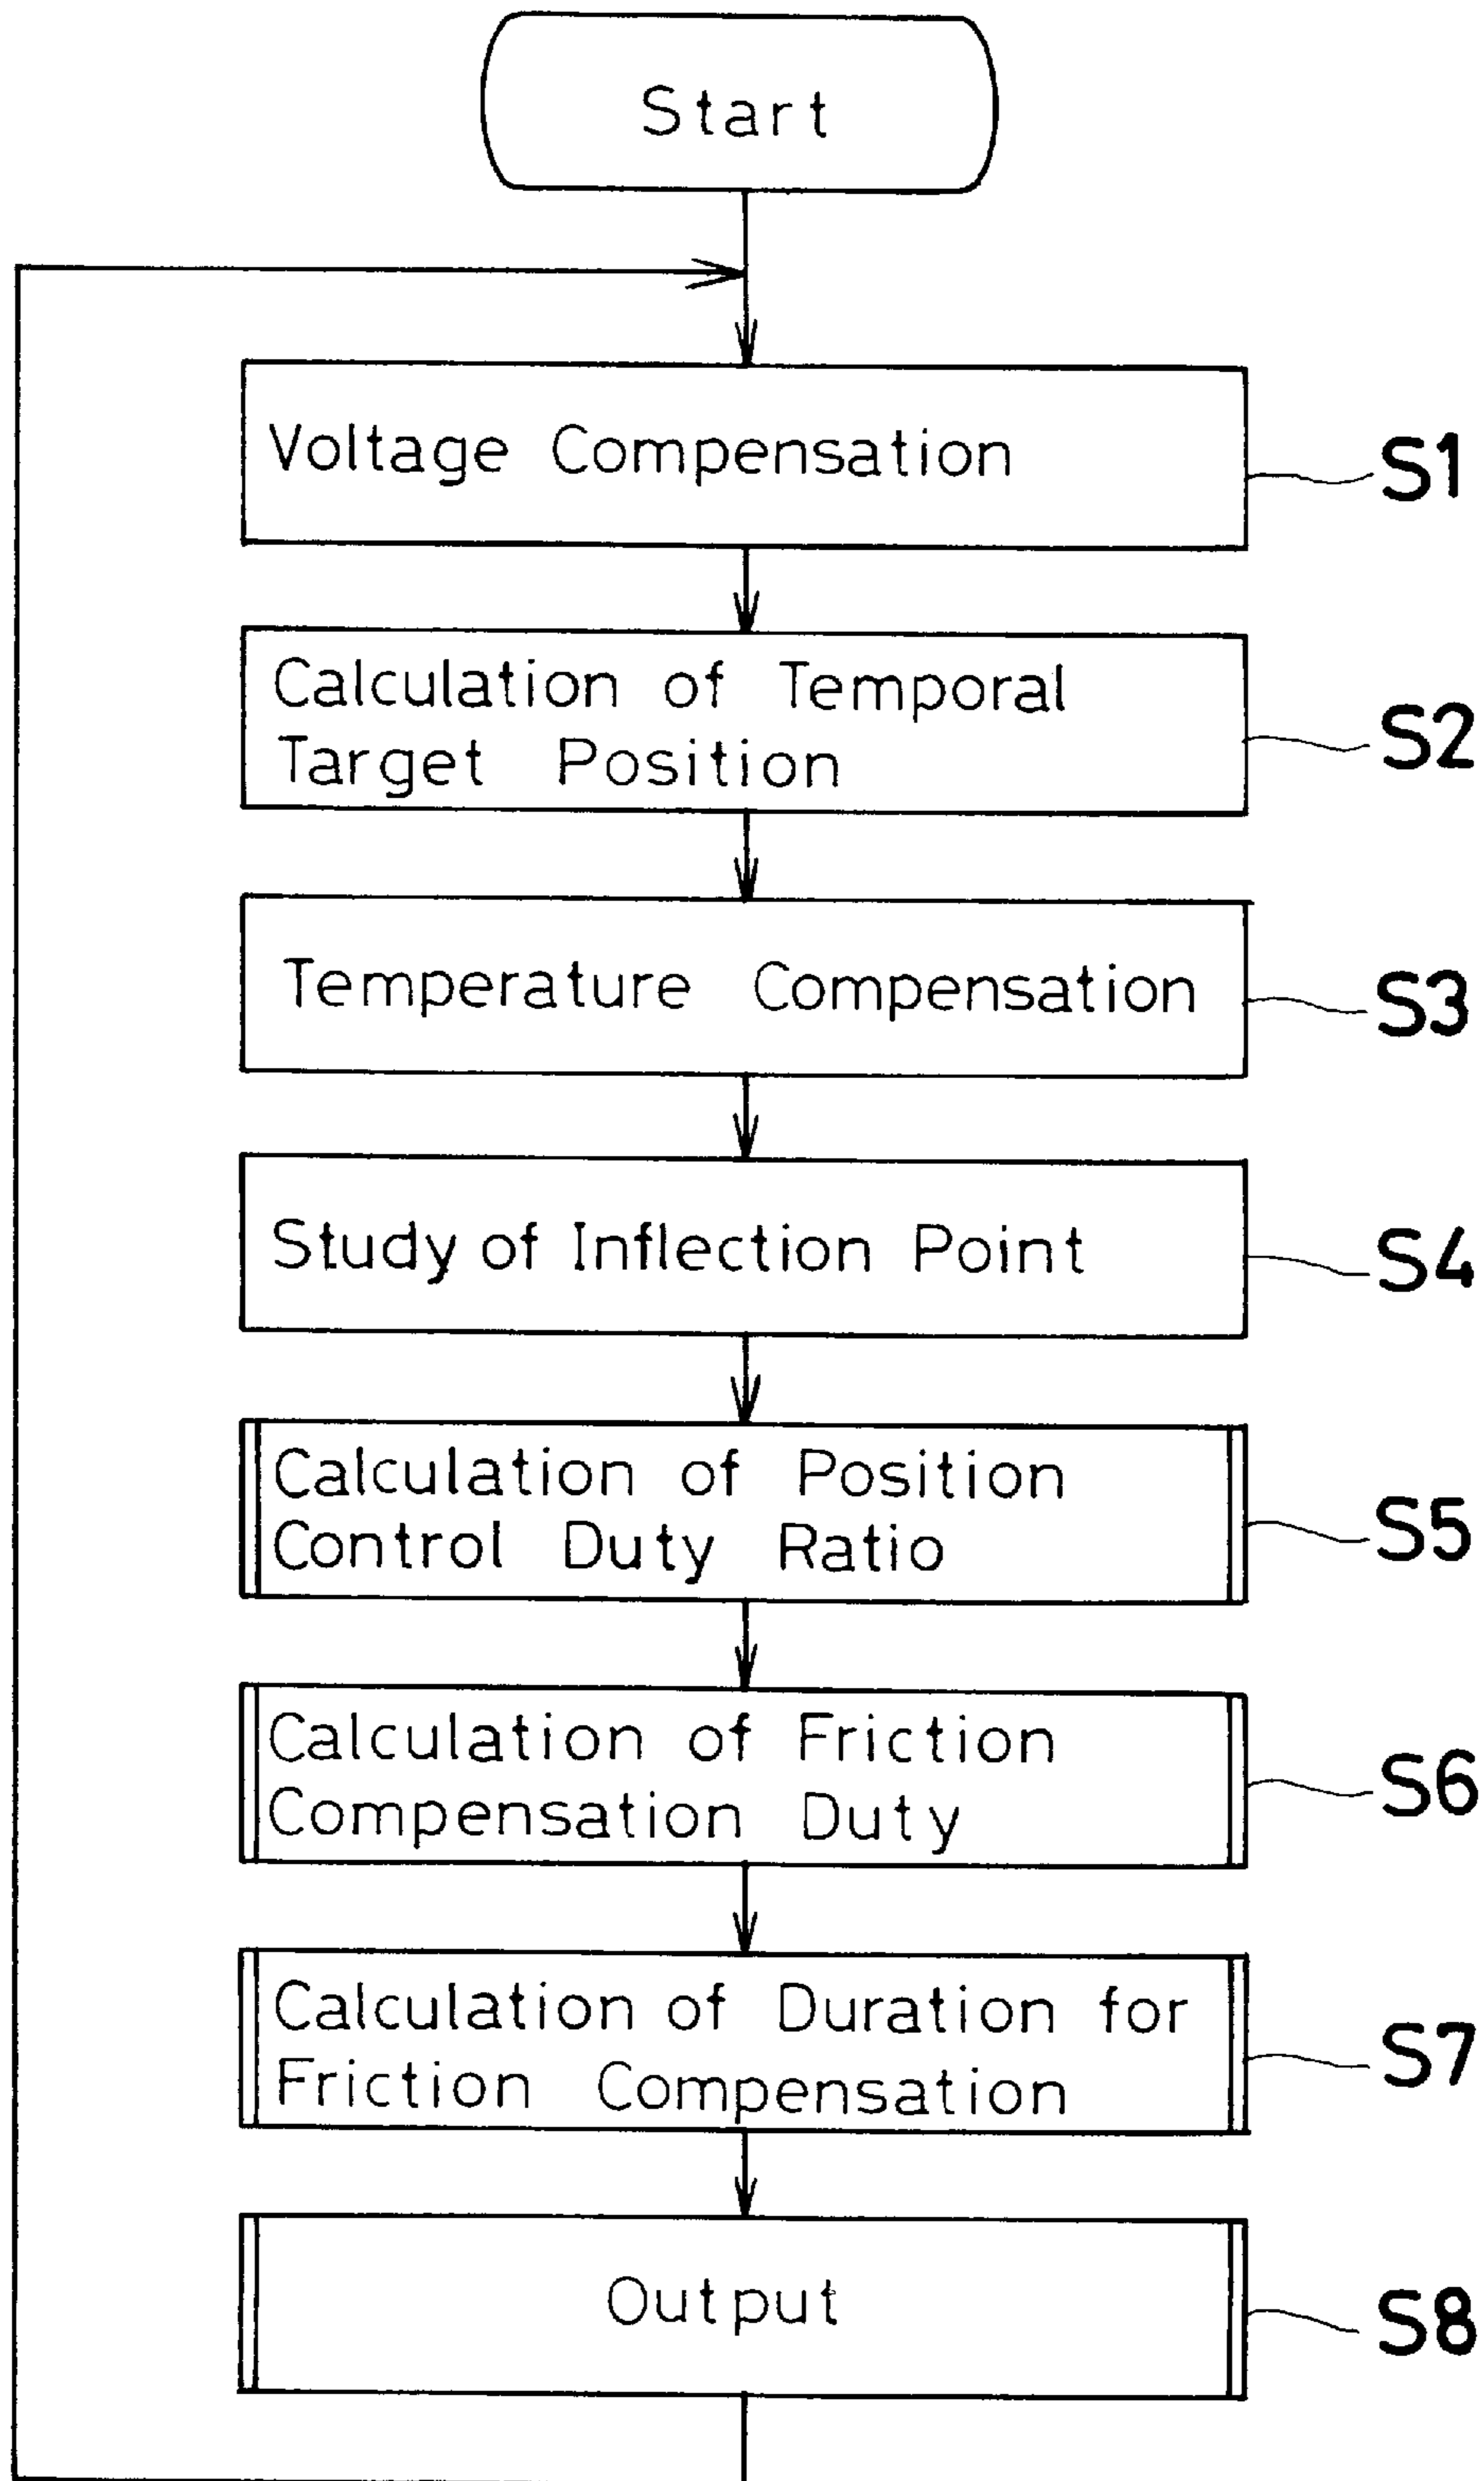 Start
Voltage Compensation
S1
Calculation of Temporal
Target Position
S2
Temperature Compensation
S3
Study of Inflection Point
S4
Calculation of Position
Control Duty Ratio
S5
Calculation of Friction
Compensation Duty
S6
Calculation of Duration for
Friction Compensation
S7
Output
S8